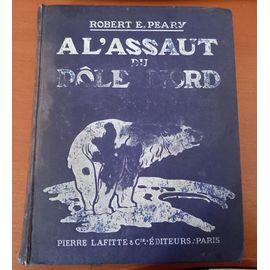 ROBERT E. PEARY
A L'ASSAUT
DU
PÔLE NORD
PIERRE LAFITTE & Cie. ÉDITEURS. PARIS